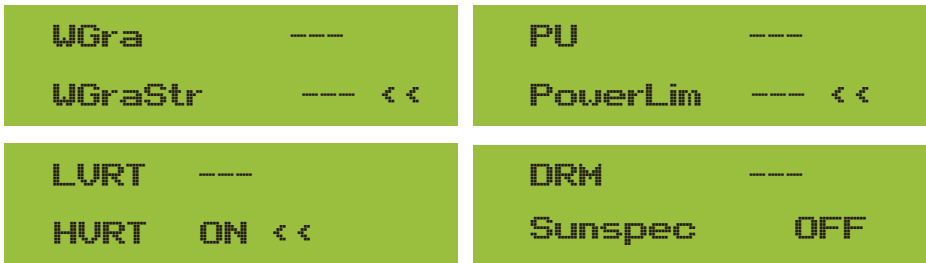 WGra ---
WGraStr --- <<
PU ---
PowerLim --- <<
LVRT ---
HVRT ON <<
DRM ---
Sunspec OFF